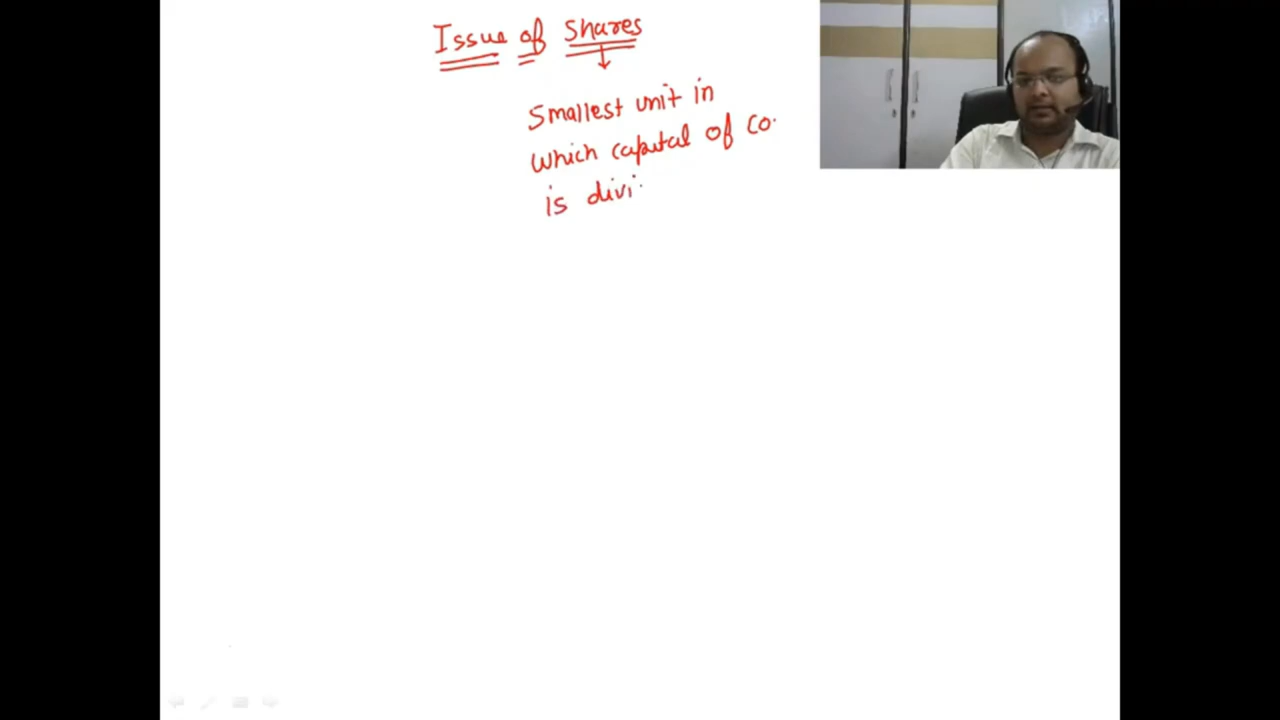 Issue of Shares
Smallest unit in
which capital of co.
is divi